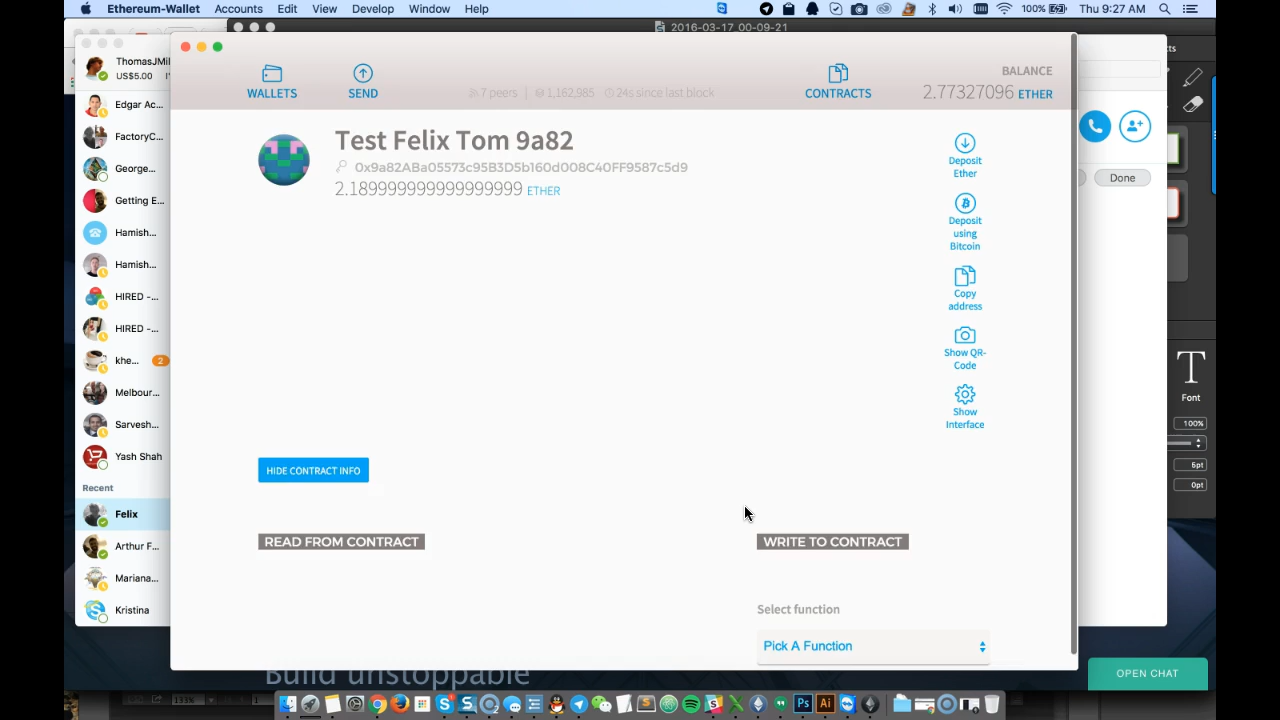 Ethereum-Wallet Accounts Edit View Develop Window Help 100% Thu 9:27 AM
2016-03-17_00-09-21
ThomasJMil
US$5.00
Edgar Ac...
FactoryC...
George...
Getting E...
Hamish...
Hamish...
HIRED -...
HIRED -...
khe... 2
Melbour...
Sarvesh...
Yash Shah
Recent
Felix
Arthur F...
Mariana...
Kristina
WALLETS SEND
7 peers | 1,162,985 24s since last block
CONTRACTS
BALANCE
2.77327096 ETHER
Test Felix Tom 9a82
0x9a82ABa05573c95B3D5b160d008C40FF9587c5d9
2.189999999999999999 ETHER
Deposit
Ether
Deposit
using
Bitcoin
Copy
address
Show QR-
Code
Show
Interface
HIDE CONTRACT INFO
READ FROM CONTRACT
WRITE TO CONTRACT
Select function
Pick A Function
Done
cts
T
Font
100%
5pt
0pt
Build unstoppable
OPEN CHAT
133%